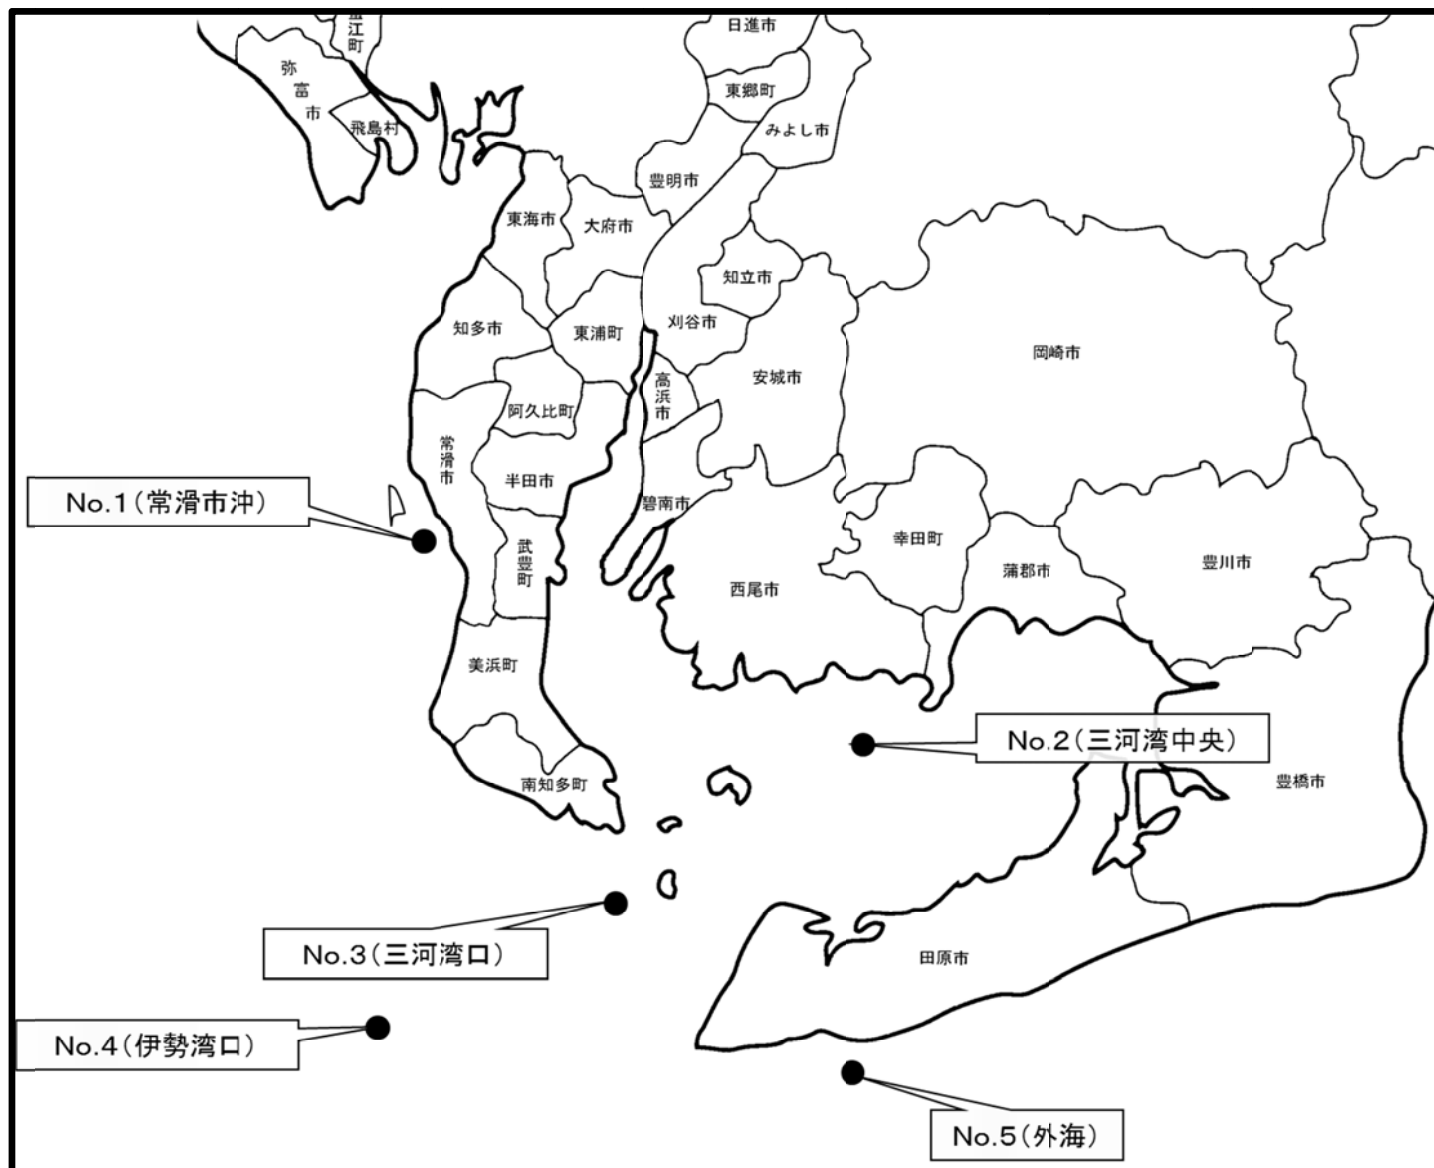 日進市
弥富市
飛島村
東郷町
みよし市
豊明市
東海市
大府市
知立市
知多市
東浦町
刈谷市
岡崎市
高浜市
安城市
阿久比町
常滑市
半田市
No.1(常滑市沖)
碧南市
武豊町
幸田町
蒲郡市
豊川市
西尾市
美浜町
No.2(三河湾中央)
南知多町
豊橋市
No.3(三河湾口)
田原市
No.4(伊勢湾口)
No.5(外海)